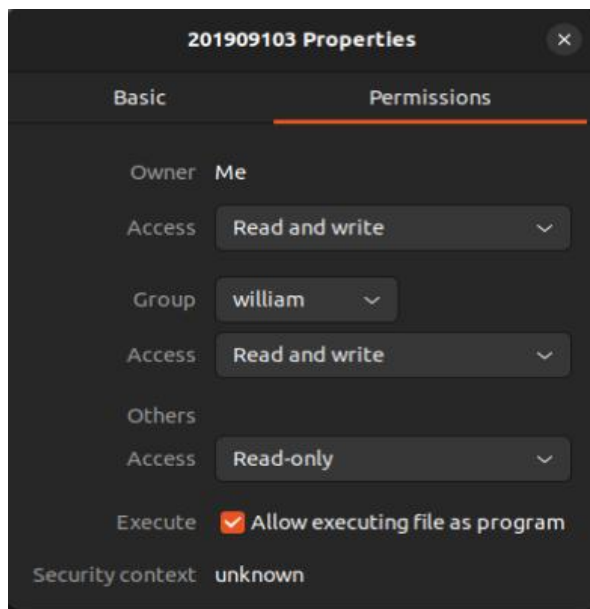 201909103 Properties
Basic Permissions
Owner Me
Access Read and write
Group william
Access Read and write
Others
Access Read-only
Execute Allow executing file as program
Security context unknown